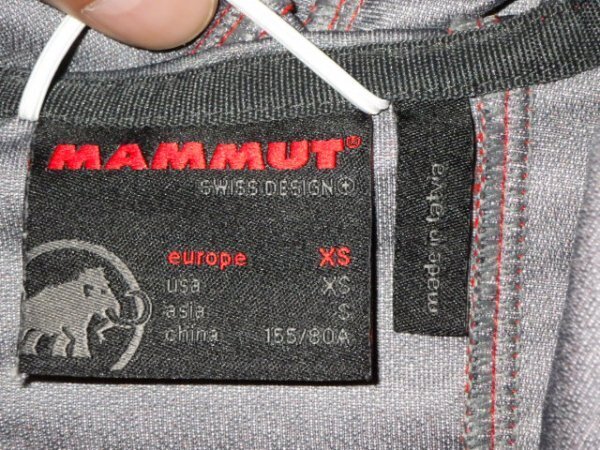 MAMMUT®
SWISS DESIGN
europe XS
usa XS
asia S
china 155/80A
made in latvia